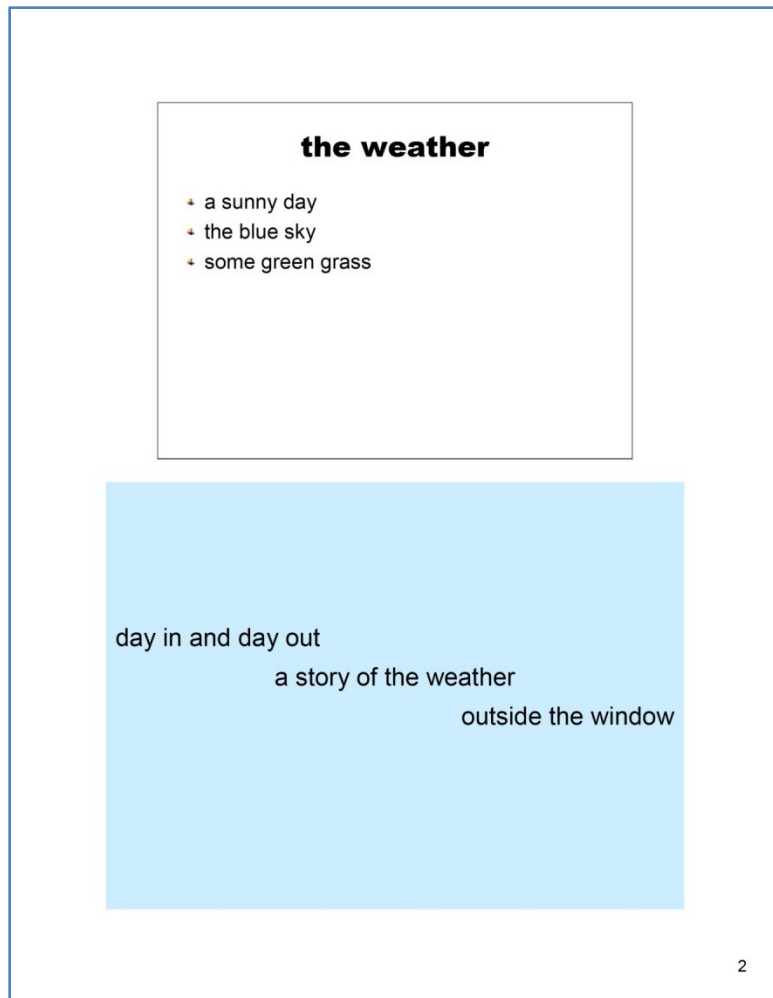 the weather
a sunny day
the blue sky
some green grass
day in and day out
a story of the weather
outside the window
2